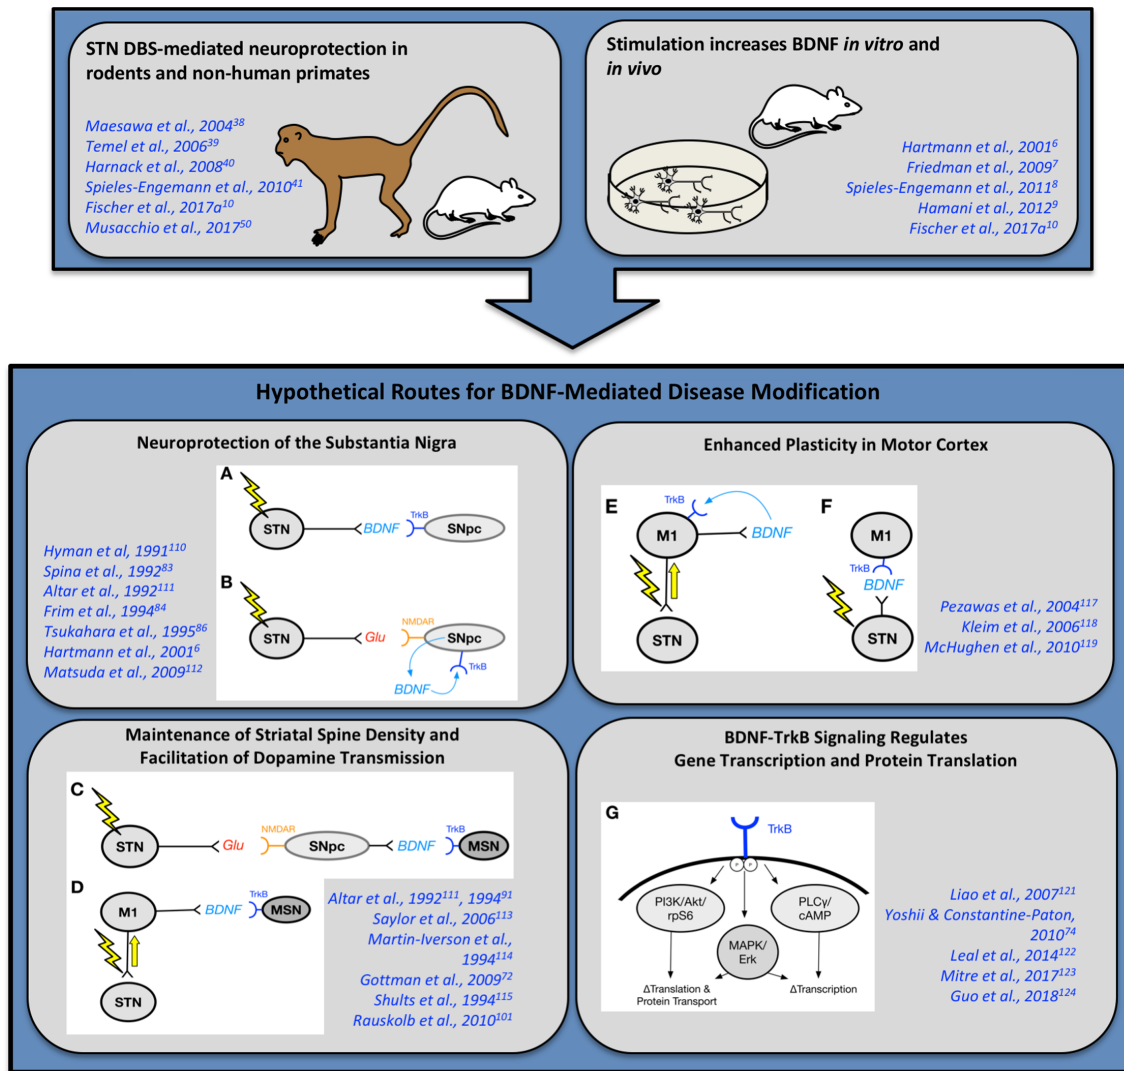 STN DBS-mediated neuroprotection in
rodents and non-human primates
Maesawa et al., 2004³⁸
Temel et al., 2006³⁹
Harnack et al., 2008⁴⁰
Spieles-Engemann et al., 2010⁴¹
Fischer et al., 2017a¹⁰
Musacchio et al., 2017⁵⁰
Stimulation increases BDNF in vitro and
in vivo
Hartmann et al., 2001⁶
Friedman et al., 2009⁷
Spieles-Engemann et al., 2011⁸
Hamani et al., 2012⁹
Fischer et al., 2017a¹⁰
Hypothetical Routes for BDNF-Mediated Disease Modification
Neuroprotection of the Substantia Nigra
Hyman et al, 1991¹¹⁰
Spina et al., 1992⁸³
Altar et al., 1992¹¹¹
Frim et al., 1994⁸⁴
Tsukahara et al., 1995⁸⁶
Hartmann et al., 2001⁶
Matsuda et al., 2009¹¹²
A
STN
BDNF
TrkB
SNpc
B
STN
Glu
NMDAR
SNpc
TrkB
BDNF
Enhanced Plasticity in Motor Cortex
E
TrkB
M1
BDNF
STN
F
M1
TrkB
BDNF
STN
Pezawas et al., 2004¹¹⁷
Kleim et al., 2006¹¹⁸
McHughen et al., 2010¹¹⁹
Maintenance of Striatal Spine Density and
Facilitation of Dopamine Transmission
C
STN
Glu
NMDAR
SNpc
BDNF
TrkB
MSN
D
M1
BDNF
TrkB
MSN
STN
Altar et al., 1992¹¹¹, 1994⁹¹
Saylor et al., 2006¹¹³
Martin-Iverson et al.,
1994¹¹⁴
Gottman et al., 2009⁷²
Shults et al., 1994¹¹⁵
Rauskolb et al., 2010¹⁰¹
BDNF-TrkB Signaling Regulates
Gene Transcription and Protein Translation
G
TrkB
P P
PI3K/Akt/
rpS6
PLCγ/
cAMP
MAPK/
Erk
ΔTranslation &
Protein Transport
ΔTranscription
Liao et al., 2007¹²¹
Yoshii & Constantine-Paton,
2010⁷⁴
Leal et al., 2014¹²²
Mitre et al., 2017¹²³
Guo et al., 2018¹²⁴